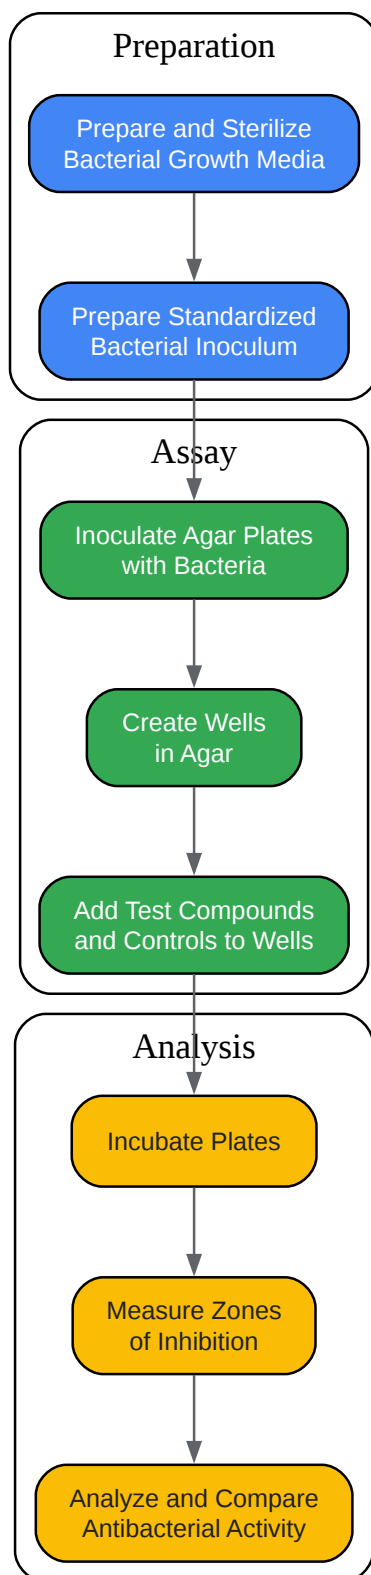 Preparation
Prepare and Sterilize
Bacterial Growth Media
Prepare Standardized
Bacterial Inoculum
Assay
Inoculate Agar Plates
with Bacteria
Create Wells
in Agar
Add Test Compounds
and Controls to Wells
Analysis
Incubate Plates
Measure Zones
of Inhibition
Analyze and Compare
Antibacterial Activity